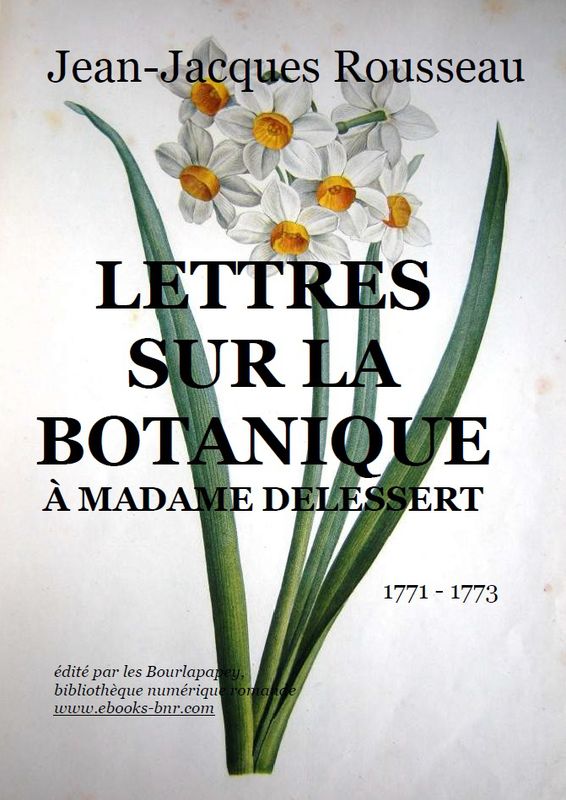 Jean-Jacques Rousseau
LETTRES
SUR LA
BOTANIQUE
À MADAME DELESSERT
1771 - 1773
édité par les Bourlapapey,
bibliothèque numérique romande
www.ebooks-bnr.com